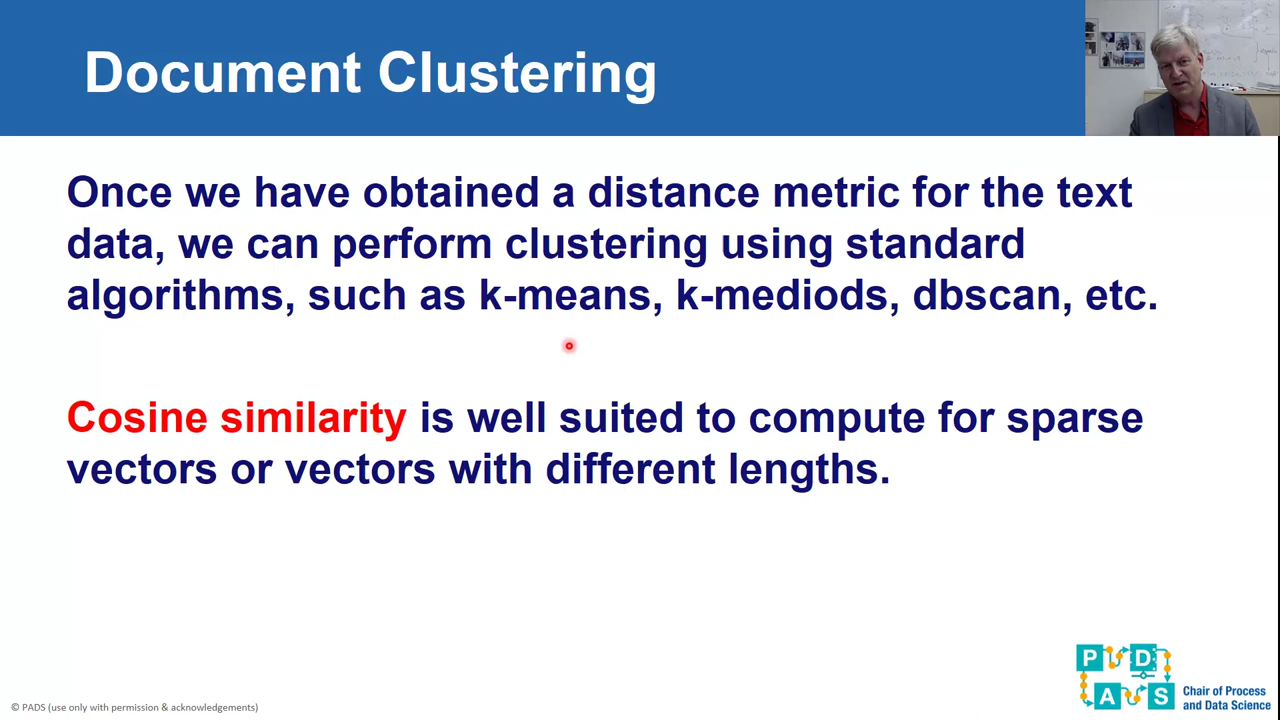 Document Clustering
Once we have obtained a distance metric for the text
data, we can perform clustering using standard
algorithms, such as k-means, k-mediods, dbscan, etc.
Cosine similarity is well suited to compute for sparse
vectors or vectors with different lengths.
© PADS (use only with permission & acknowledgements)
P D
A S
Chair of Process
and Data Science